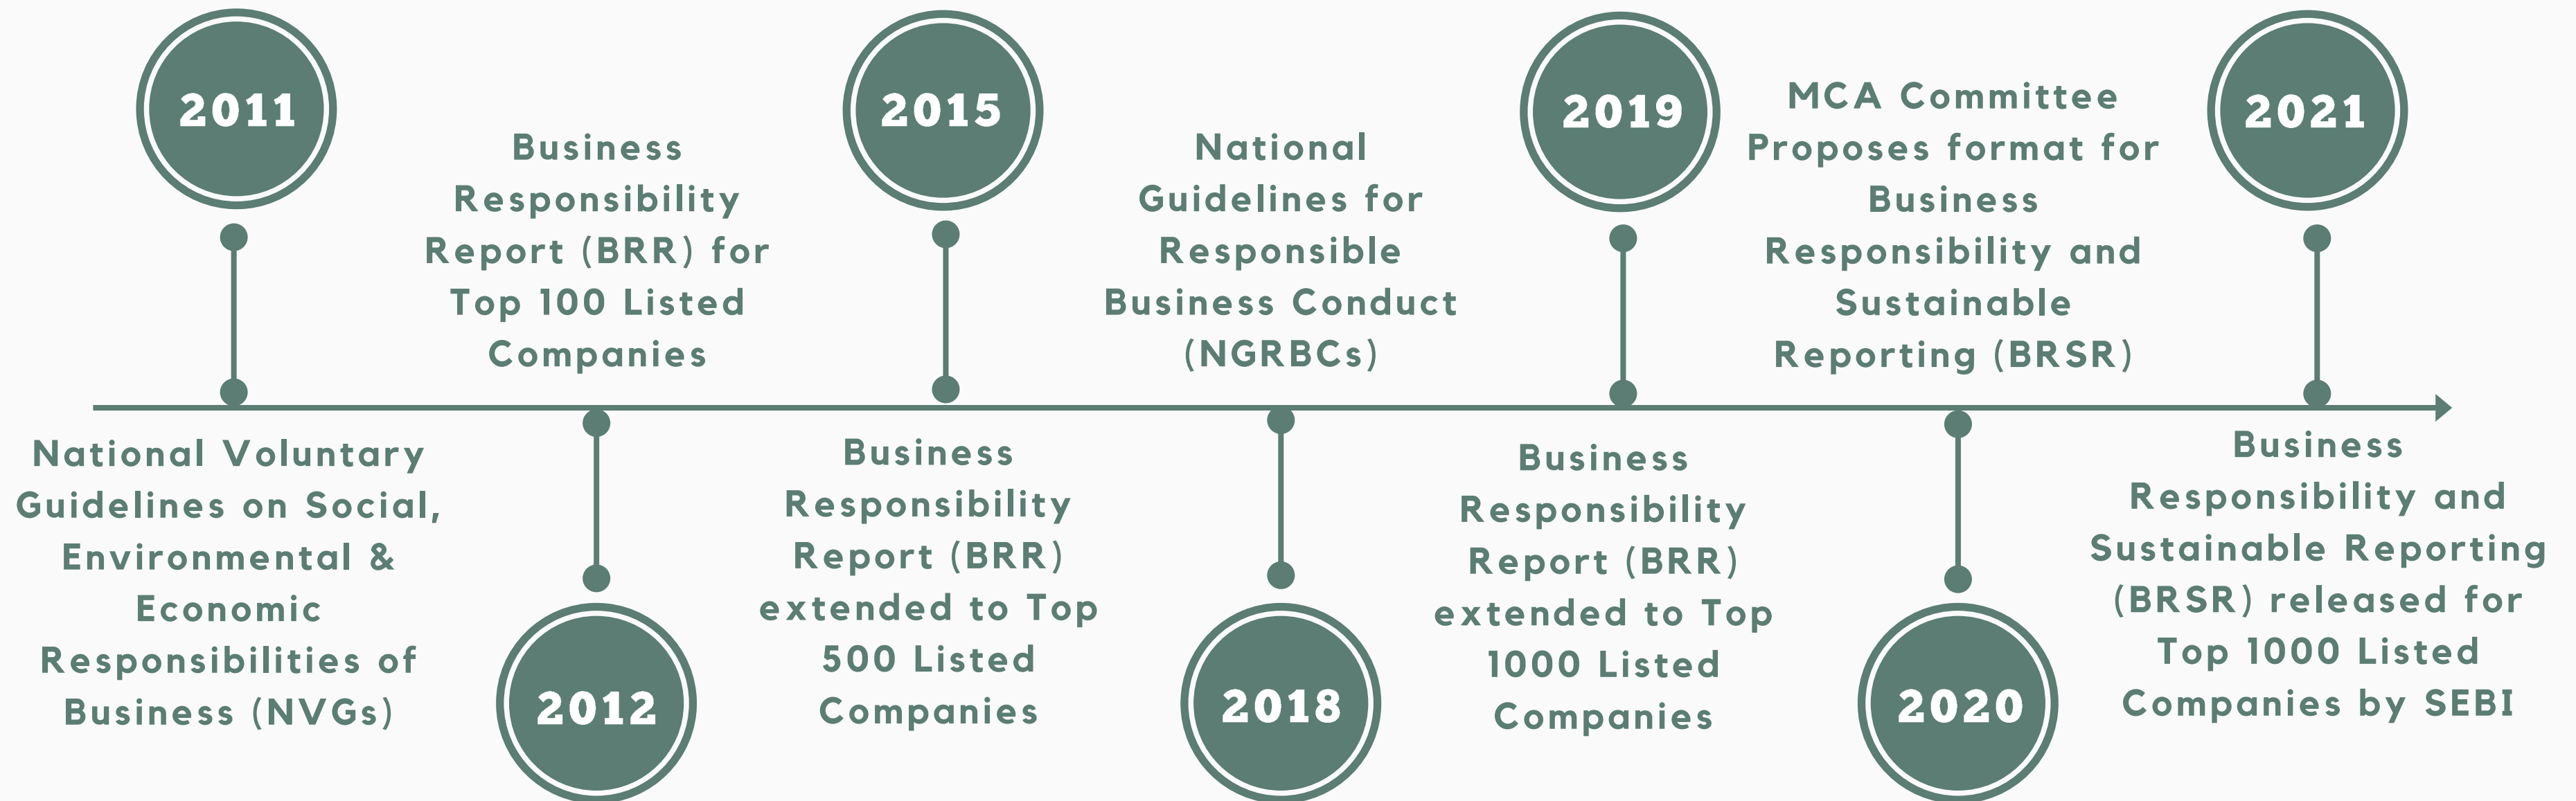 2011
National Voluntary
Guidelines on Social,
Environmental &
Economic
Responsibilities of
Business (NVGs)
Business
Responsibility
Report (BRR) for
Top 100 Listed
Companies
2012
2015
Business
Responsibility
Report (BRR)
extended to Top
500 Listed
Companies
National
Guidelines for
Responsible
Business Conduct
(NGRBCs)
2018
2019
Business
Responsibility
Report (BRR)
extended to Top
1000 Listed
Companies
MCA Committee
Proposes format for
Business
Responsibility and
Sustainable
Reporting (BRSR)
2020
2021
Business
Responsibility and
Sustainable Reporting
(BRSR) released for
Top 1000 Listed
Companies by SEBI